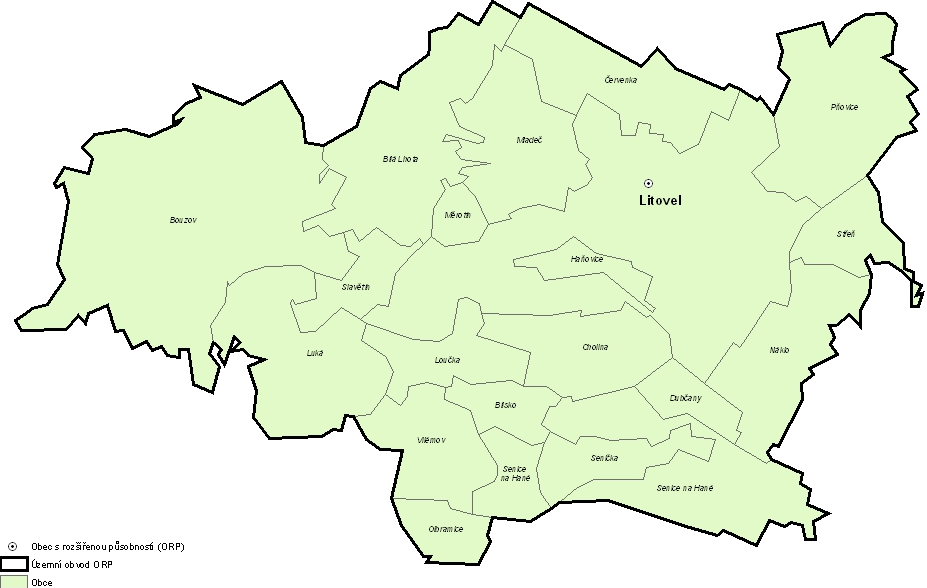 Červenka
Pňovice
Mladeč
Bílá Lhota
Litovel
Měrotín
Bouzov
Střeň
Haňovice
Slavětín
Cholina
Náklo
Luká
Loučka
Dubčany
Bílsko
Vilémov
Senička
Senice
na Hané
Senice na Hané
Olbramice
Obec s rozšířenou působností (ORP)
Územní obvod ORP
Obce